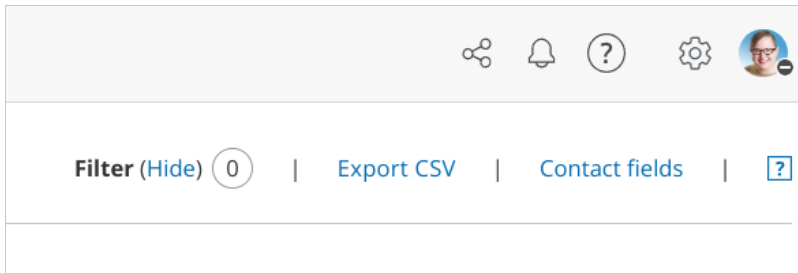 ?
Filter (Hide) 0 | Export CSV | Contact fields | ?